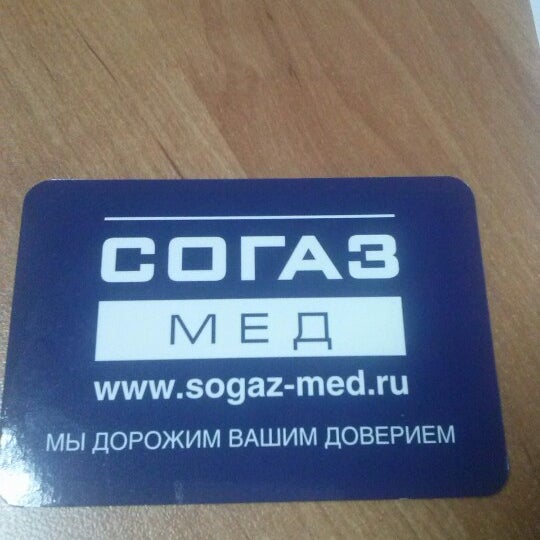 СОГАЗ
МЕД
www.sogaz-med.ru
МЫ ДОРОЖИМ ВАШИМ ДОВЕРИЕМ